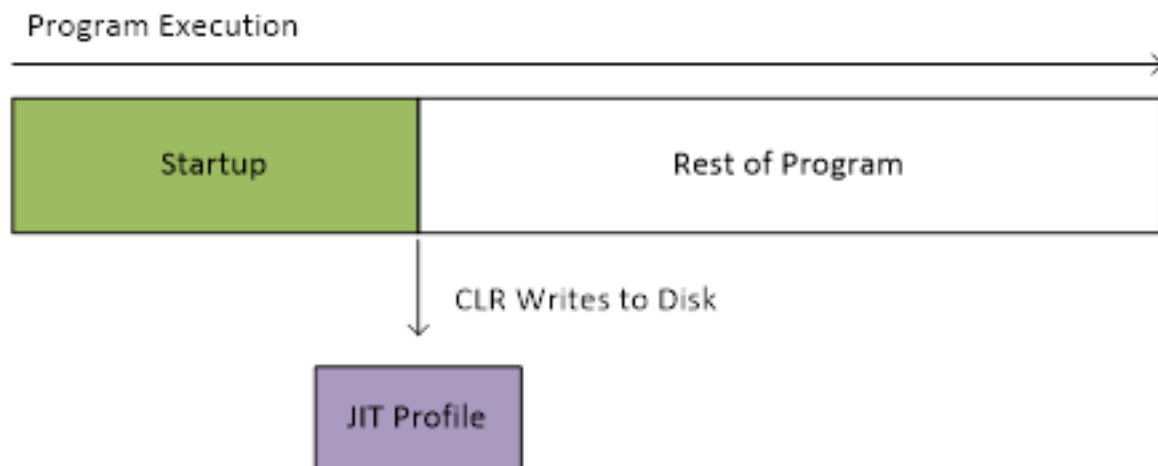 Program Execution
Startup
Rest of Program
CLR Writes to Disk
JIT Profile